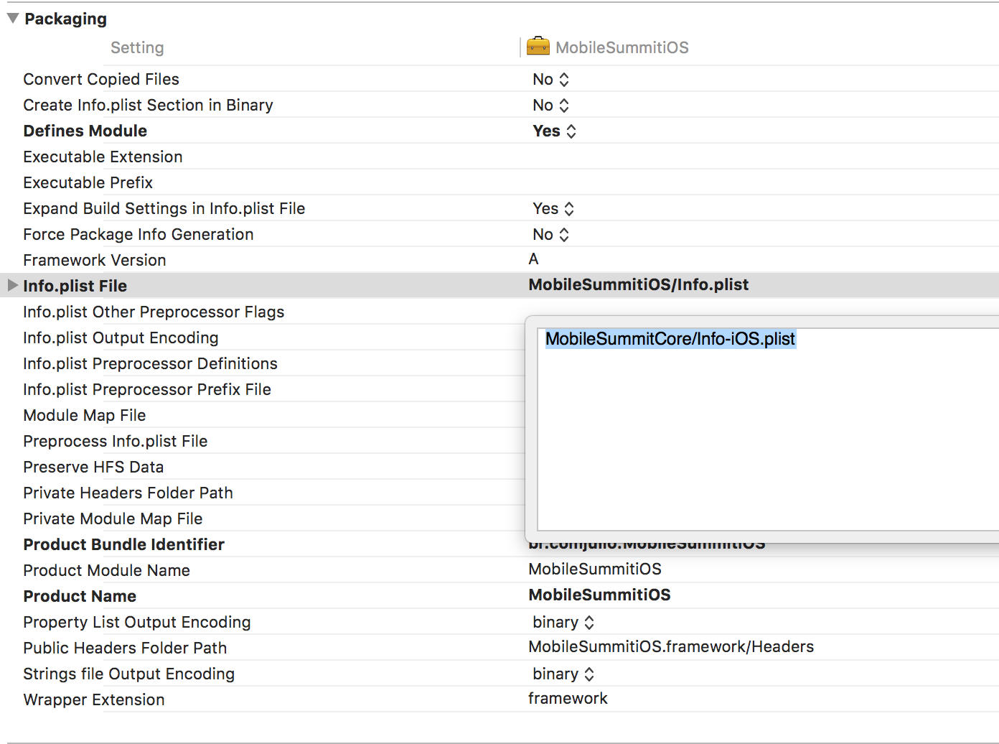 Packaging
Setting MobileSummitiOS
Convert Copied Files No
Create Info.plist Section in Binary No
Defines Module Yes
Executable Extension
Executable Prefix
Expand Build Settings in Info.plist File Yes
Force Package Info Generation No
Framework Version A
Info.plist File MobileSummitiOS/Info.plist
Info.plist Other Preprocessor Flags
Info.plist Output Encoding MobileSummitCore/Info-iOS.plist
Info.plist Preprocessor Definitions
Info.plist Preprocessor Prefix File
Module Map File
Preprocess Info.plist File
Preserve HFS Data
Private Headers Folder Path
Private Module Map File
Product Bundle Identifier br.comjulio.MobileSummitiOS
Product Module Name MobileSummitiOS
Product Name MobileSummitiOS
Property List Output Encoding binary
Public Headers Folder Path MobileSummitiOS.framework/Headers
Strings file Output Encoding binary
Wrapper Extension framework